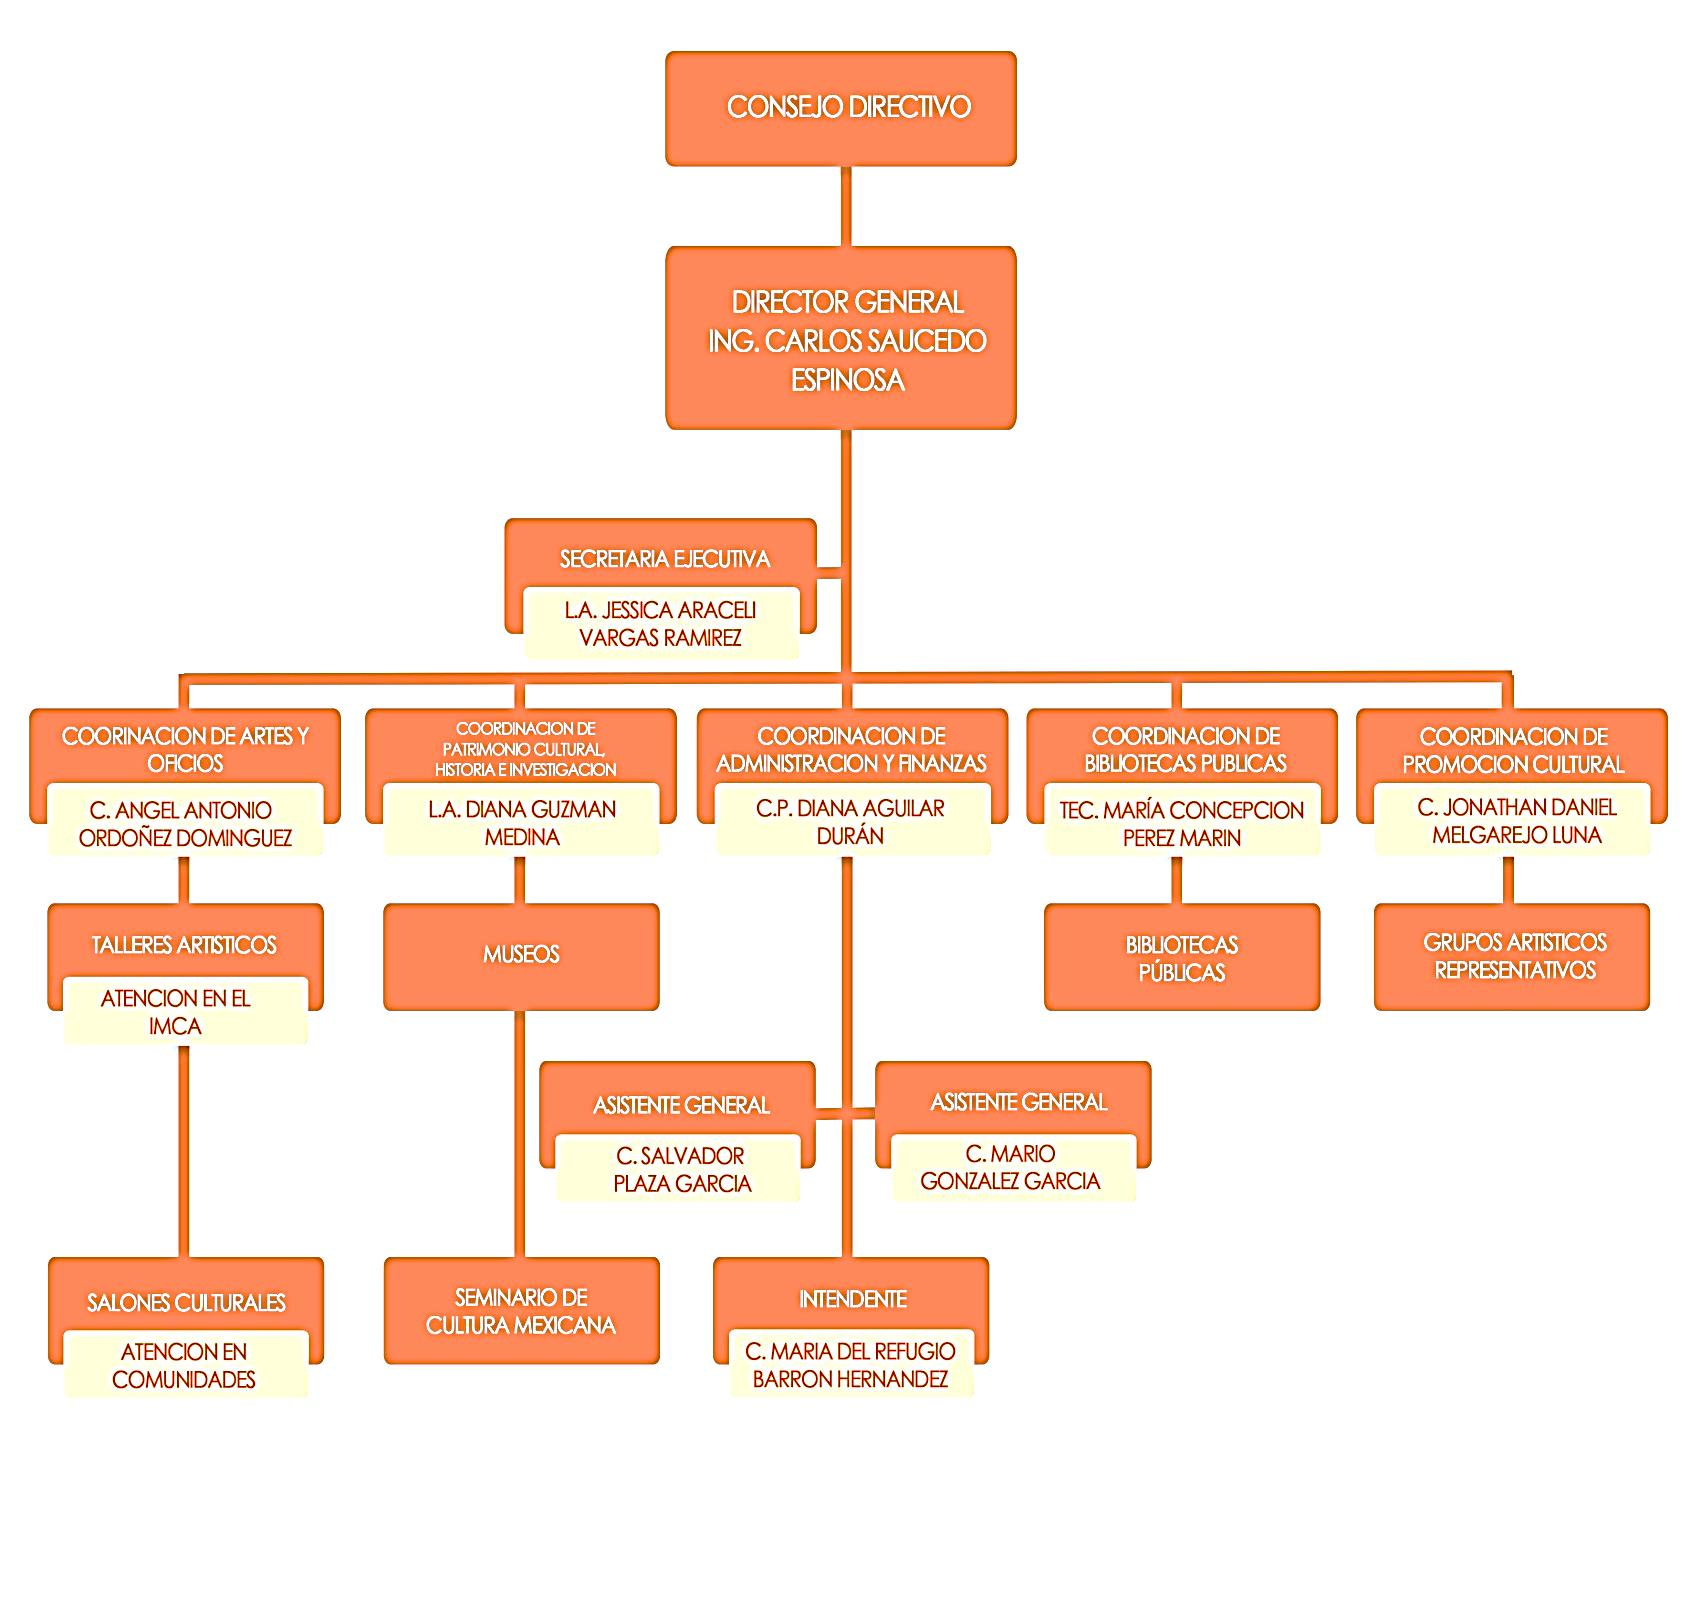 CONSEJO DIRECTIVO
DIRECTOR GENERAL
ING. CARLOS SAUCEDO
ESPINOSA
SECRETARIA EJECUTIVA
L.A. JESSICA ARACELI
VARGAS RAMIREZ
COORINACION DE ARTES Y
OFICIOS
C. ANGEL ANTONIO
ORDOÑEZ DOMINGUEZ
COORDINACION DE
PATRIMONIO CULTURAL,
HISTORIA E INVESTIGACION
L.A. DIANA GUZMAN
MEDINA
COORDINACION DE
ADMINISTRACION Y FINANZAS
C.P. DIANA AGUILAR
DURÁN
COORDINACION DE
BIBLIOTECAS PUBLICAS
TEC. MARÍA CONCEPCION
PEREZ MARIN
COORDINACION DE
PROMOCION CULTURAL
C. JONATHAN DANIEL
MELGAREJO LUNA
TALLERES ARTISTICOS
ATENCION EN EL
IMCA
MUSEOS
BIBLIOTECAS
PÚBLICAS
GRUPOS ARTISTICOS
REPRESENTATIVOS
ASISTENTE GENERAL
C. SALVADOR
PLAZA GARCIA
ASISTENTE GENERAL
C. MARIO
GONZALEZ GARCIA
SALONES CULTURALES
ATENCION EN
COMUNIDADES
SEMINARIO DE
CULTURA MEXICANA
INTENDENTE
C. MARIA DEL REFUGIO
BARRON HERNANDEZ